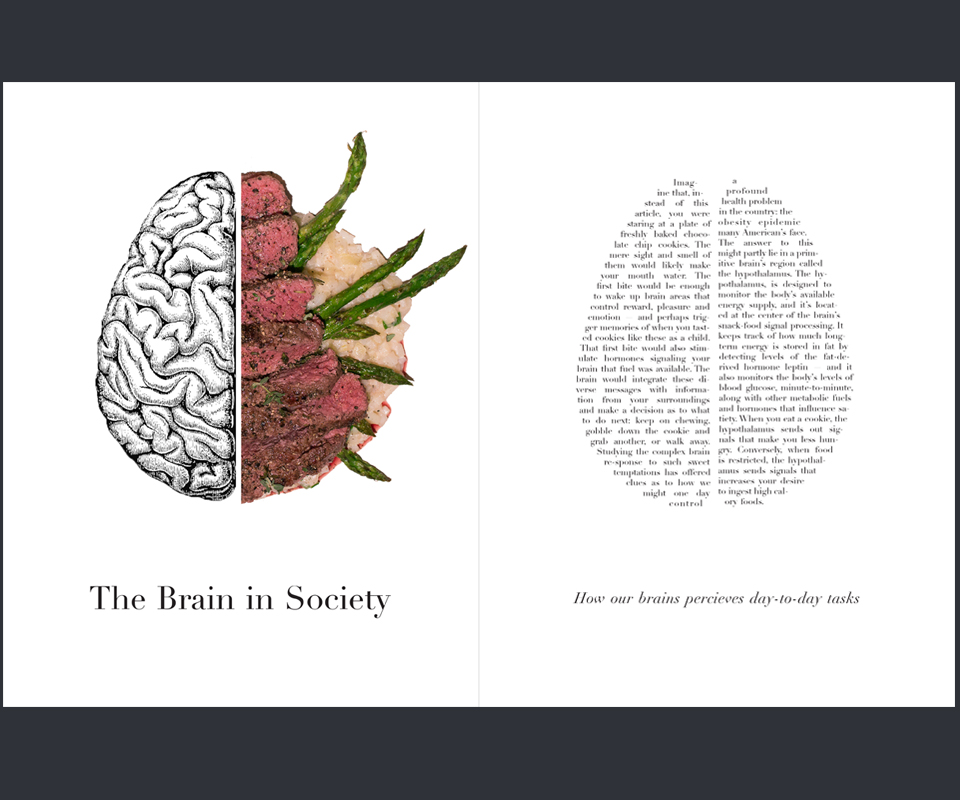 The Brain in Society
Imag-
ine that, in-
stead of this
article, you were
staring at a plate of
freshly baked choco-
late chip cookies. The
mere sight and smell of
them would likely make
your mouth water. The
first bite would be enough
to wake up brain areas that
control reward, pleasure and
emotion — and perhaps trig-
ger memories of when you tast-
ed cookies like these as a child.
That first bite would also stim-
ulate hormones signaling your
brain that fuel was available. The
brain would integrate these di-
verse messages with informa-
tion from your surroundings
and make a decision as to what
to do next: keep on chewing,
gobble down the cookie and
grab another, or walk away.
Studying the complex brain
re-sponse to such sweet
temptations has offered
clues as to how we
might one day
control
a
profound
health problem
in the country: the
obesity epidemic
many American's face.
The answer to this
might partly lie in a prim-
itive brain's region called
the hypothalamus. The hy-
pothalamus, is designed to
monitor the body's available
energy supply, and it's locat-
ed at the center of the brain's
snack-food signal processing. It
keeps track of how much long-
term energy is stored in fat by
detecting levels of the fat-de-
rived hormone leptin — and it
also monitors the body's levels of
blood glucose, minute-to-minute,
along with other metabolic fuels
and hormones that influence sa-
tiety. When you eat a cookie, the
hypothalamus sends out sig-
nals that make you less hun-
gry. Conversely, when food
is restricted, the hypothal-
amus sends signals that
increases your desire
to ingest high cal-
ory foods.
How our brains percieves day-to-day tasks